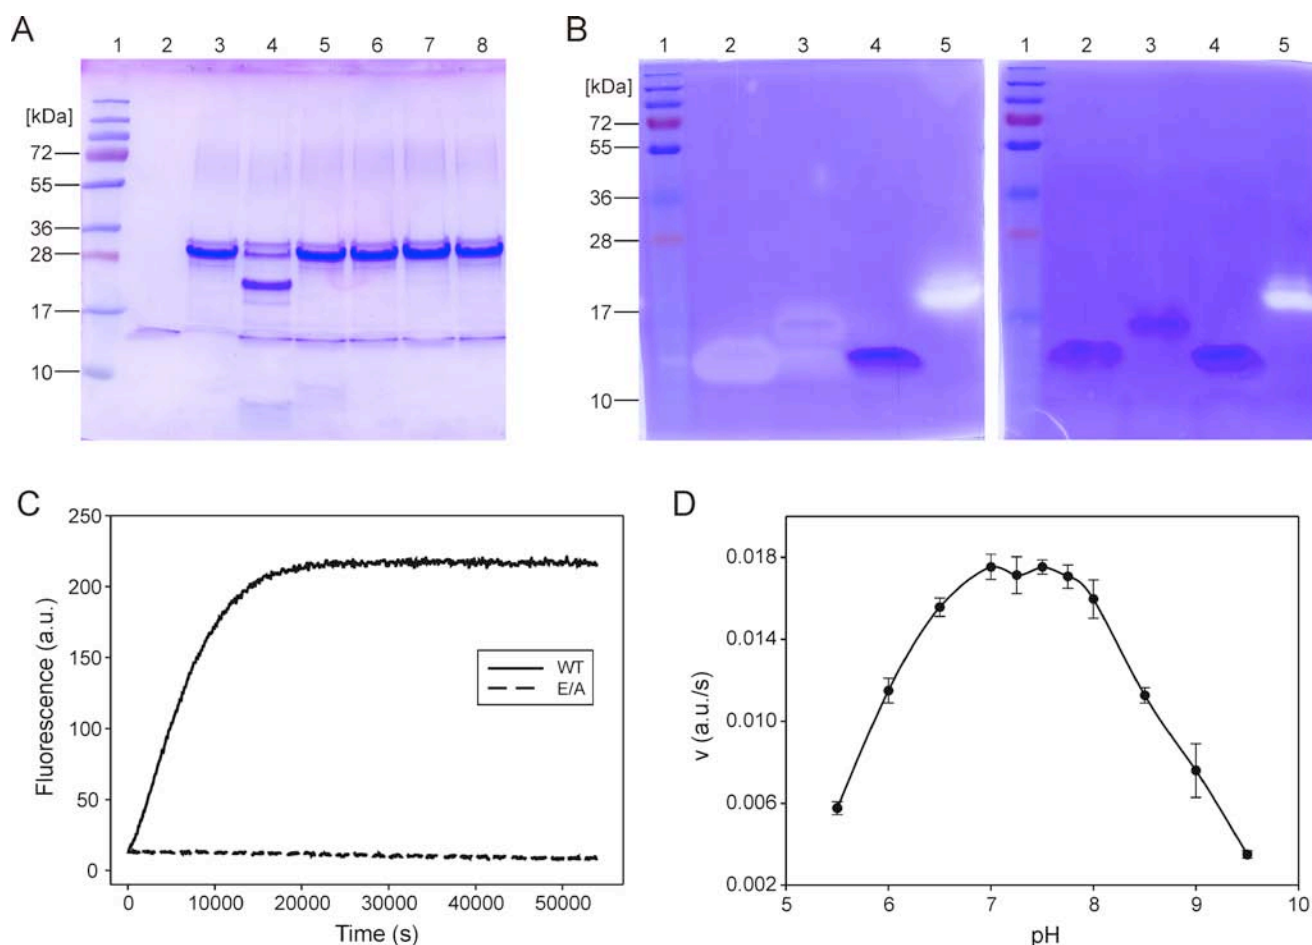 A
1 2 3 4 5 6 7 8
[kDa]
72
55
36
28
17
10
B
1 2 3 4 5
1 2 3 4 5
[kDa]
72
55
36
28
17
10
C
250
200
150
100
50
0
Fluorescence (a.u.)
WT
E/A
0 10000 20000 30000 40000 50000
Time (s)
D
0.018
0.014
0.010
0.006
0.002
v (a.u./s)
5 6 7 8 9 10
pH